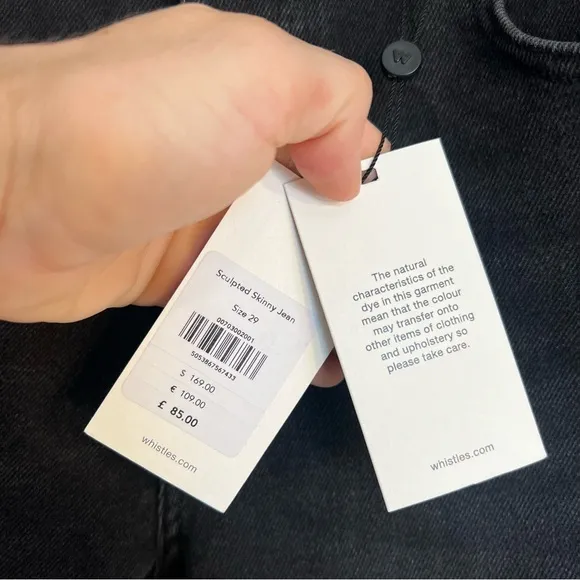 W
Sculpted Skinny Jean
Size 29
00703002001
5053867567433
$ 169.00
€ 109.00
£ 85.00
whistles.com
The natural
characteristics of the
dye in this garment
mean that the colour
may transfer onto
other items of clothing
and upholstery so
please take care.
whistles.com